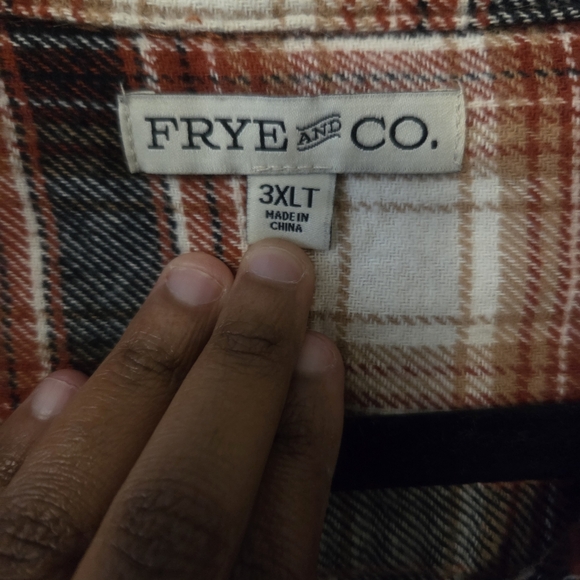 FRYE AND CO.
3XLT
MADE IN
CHINA